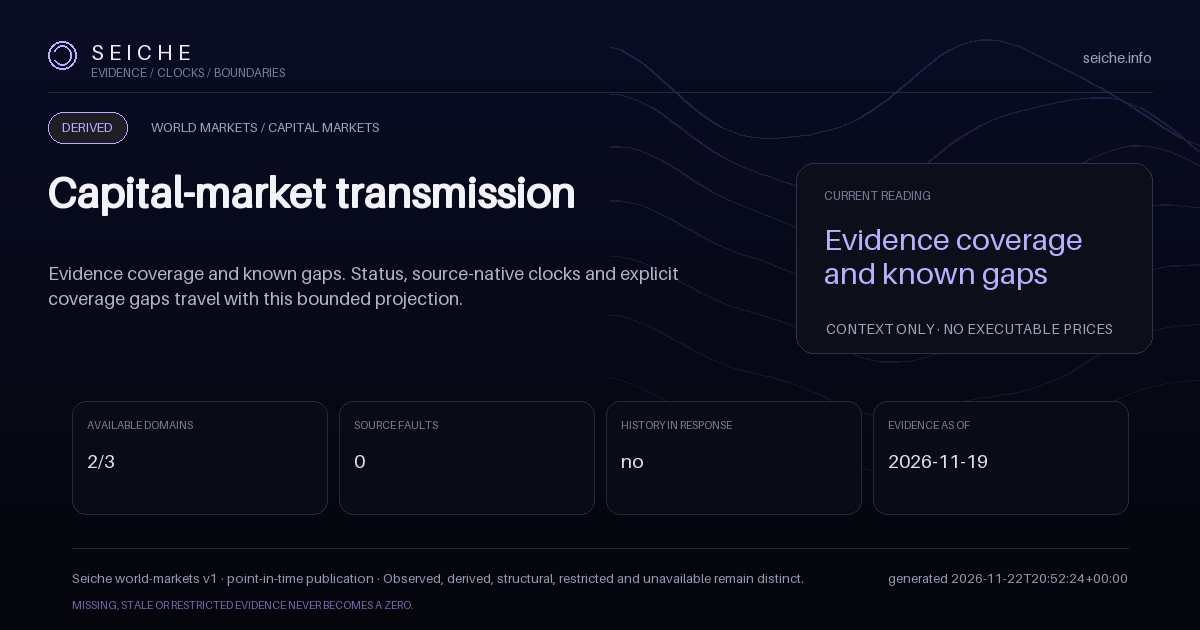 SEICHE
EVIDENCE / CLOCKS / BOUNDARIES
seiche.info
DERIVED
WORLD MARKETS / CAPITAL MARKETS
Capital-market transmission
Evidence coverage and known gaps. Status, source-native clocks and explicit
coverage gaps travel with this bounded projection.
CURRENT READING
Evidence coverage
and known gaps
CONTEXT ONLY · NO EXECUTABLE PRICES
AVAILABLE DOMAINS
2/3
SOURCE FAULTS
0
HISTORY IN RESPONSE
no
EVIDENCE AS OF
2026-11-19
Seiche world-markets v1 · point-in-time publication · Observed, derived, structural, restricted and unavailable remain distinct.
generated 2026-11-22T20:52:24+00:00
MISSING, STALE OR RESTRICTED EVIDENCE NEVER BECOMES A ZERO.